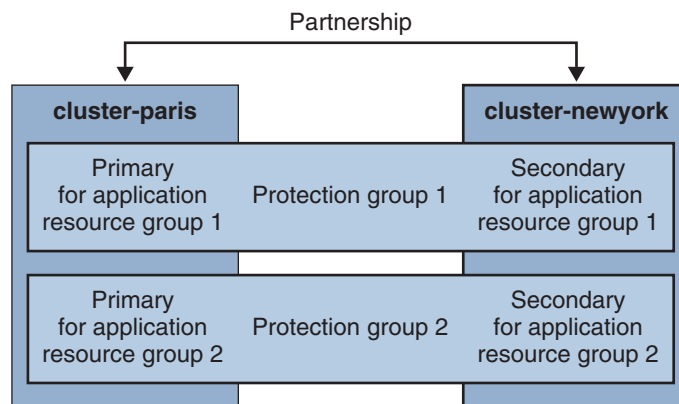 Partnership
cluster-paris
cluster-newyork
Primary
for application
resource group 1
Protection group 1
Secondary
for application
resource group 1
Primary
for application
resource group 2
Protection group 2
Secondary
for application
resource group 2